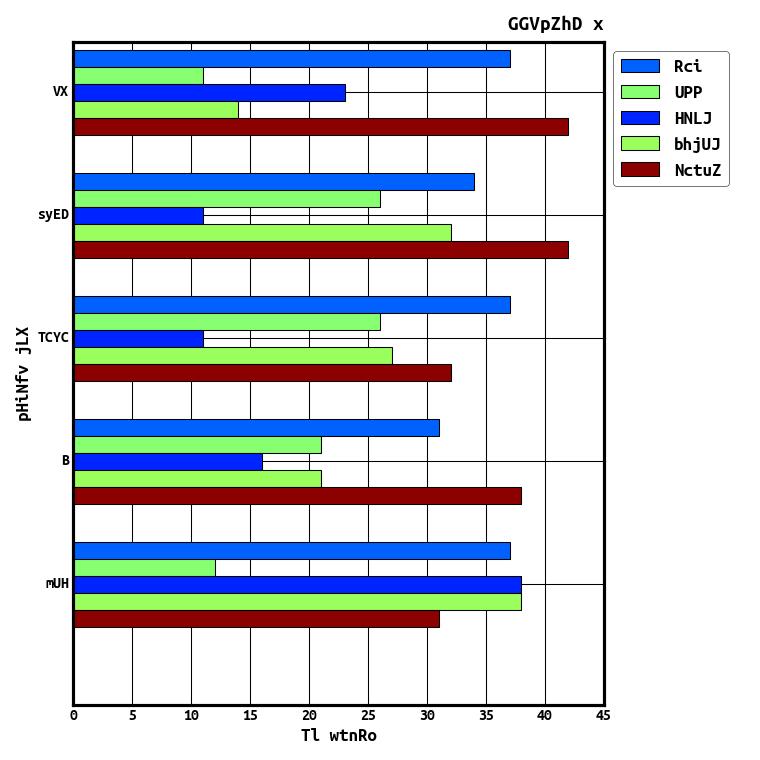 GGVpZhD x
Rci
UPP
HNLJ
bhjUJ
NctuZ
pHiNfv jLX
VX
syED
TCYC
B
mUH
0 5 10 15 20 25 30 35 40 45
Tl wtnRo